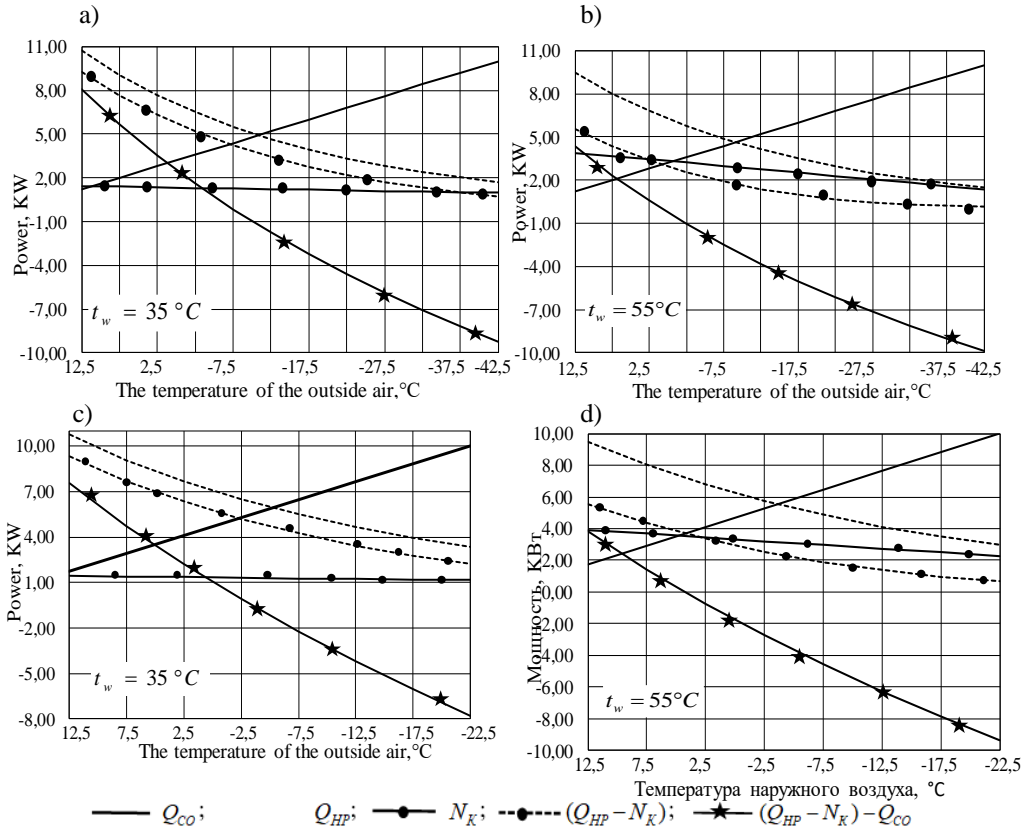 a)
b)
11,00
8,00
5,00
2,00
-1,00
-4,00
-7,00
-10,00
Power, KW
t_w = 35 °C
12,5 2,5 -7,5 -17,5 -27,5 -37,5 -42,5
The temperature of the outside air,°C
11,00
8,00
5,00
2,00
-1,00
-4,00
-7,00
-10,00
Power, KW
t_w = 55°C
12,5 2,5 -7,5 -17,5 -27,5 -37,5 -42,5
The temperature of the outside air,°C
c)
d)
10,00
7,00
4,00
1,00
-2,00
-5,00
-8,00
Power, KW
t_w = 35 °C
12,5 7,5 2,5 -2,5 -7,5 -12,5 -17,5 -22,5
The temperature of the outside air,°C
10,00
8,00
6,00
4,00
2,00
0,00
-2,00
-4,00
-6,00
-8,00
-10,00
Мощность, КВт
t_w = 55°C
12,5 7,5 2,5 -2,5 -7,5 -12,5 -17,5 -22,5
Температура наружного воздуха, °C
Q_CO; Q_HP; N_K; (Q_HP – N_K); (Q_HP – N_K) – Q_CO